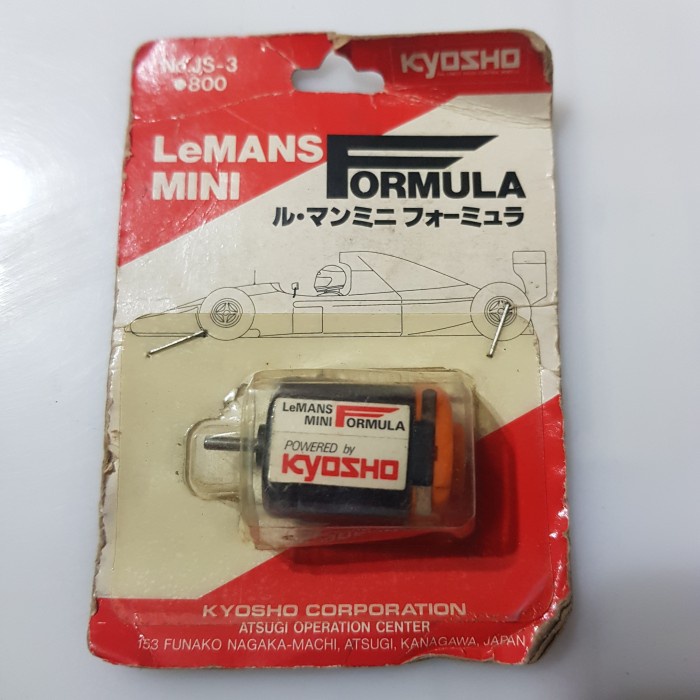 No.JS-3
●800
KYOSHO
LeMANS
MINI FORMULA
ル・マンミニ フォーミュラ
LeMANS
MINI FORMULA
POWERED by
KYOSHO
KYOSHO CORPORATION
ATSUGI OPERATION CENTER
153 FUNAKO NAGAKA-MACHI, ATSUGI, KANAGAWA, JAPAN